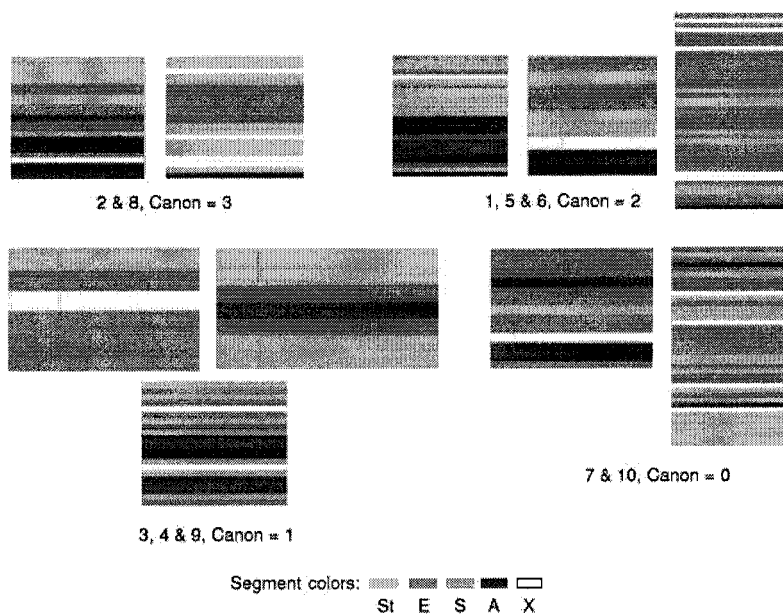 2 & 8, Canon = 3
1, 5 & 6, Canon = 2
7 & 10, Canon = 0
3, 4 & 9, Canon = 1
Segment colors:
St E S A X